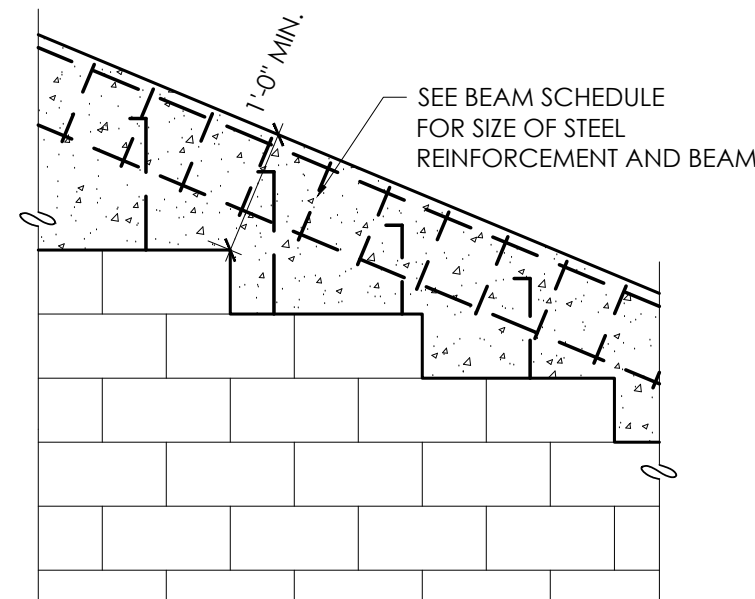 1'-0" MIN.
SEE BEAM SCHEDULE
FOR SIZE OF STEEL
REINFORCEMENT AND BEAM